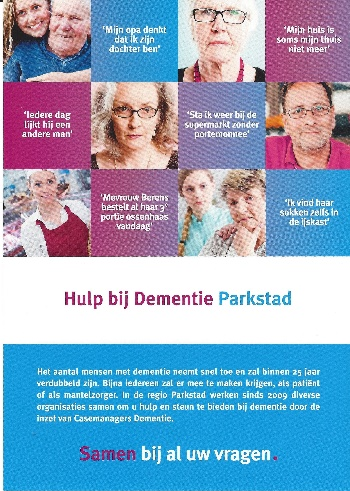 'Mijn opa denkt
dat ik zijn
dochter ben'
'Mijn huis is
soms mijn thuis
niet meer'
'Iedere dag
lijkt hij een
andere man'
'Sta ik weer bij de
supermarkt zonder
portemonnee'
'Mevrouw Berens
bestelt al haar 3e
portie ossenhaas
vandaag'
'Ik vind haar
sokken zelfs in
de ijskast'
Hulp bij Dementie Parkstad
Het aantal mensen met dementie neemt snel toe en zal binnen 25 jaar
verdubbeld zijn. Bijna iedereen zal er mee te maken krijgen, als patiënt
of als mantelzorger. In de regio Parkstad werken sinds 2009 diverse
organisaties samen om u hulp en steun te bieden bij dementie door de
inzet van Casemanagers Dementie.
Samen bij al uw vragen.